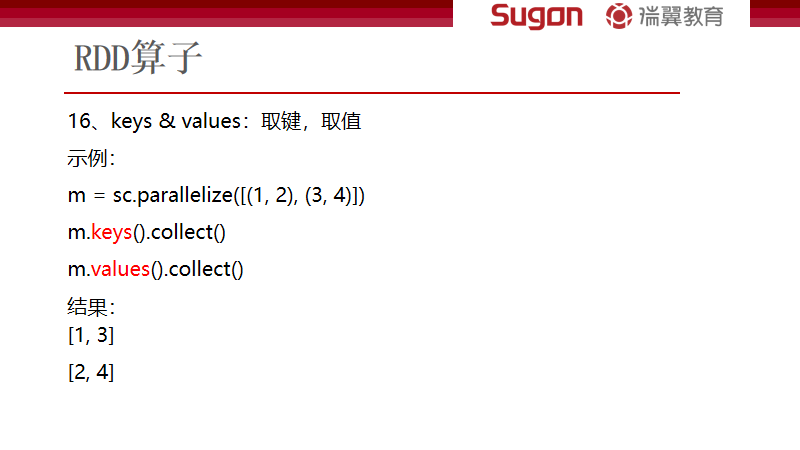 Sugon 瑞翼教育
RDD算子
16、keys & values：取键，取值
示例：
m = sc.parallelize([(1, 2), (3, 4)])
m.keys().collect()
m.values().collect()
结果：
[1, 3]
[2, 4]